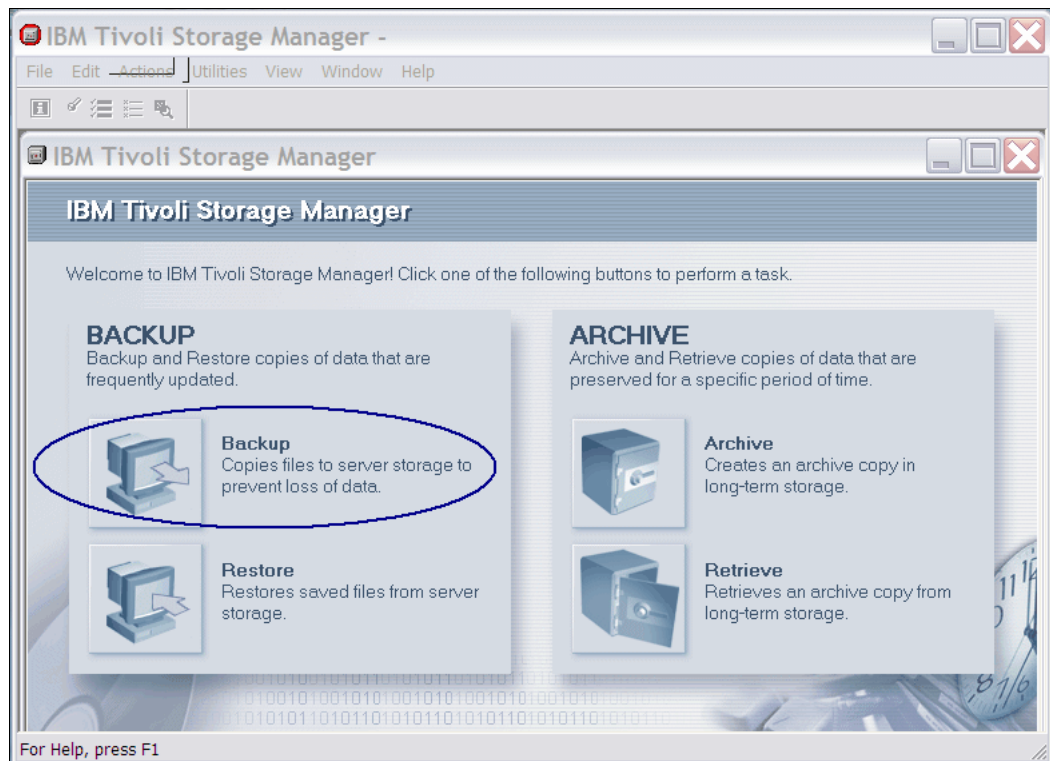 IBM Tivoli Storage Manager -
File Edit Actions Utilities View Window Help
IBM Tivoli Storage Manager
IBM Tivoli Storage Manager
Welcome to IBM Tivoli Storage Manager! Click one of the following buttons to perform a task.
BACKUP
Backup and Restore copies of data that are
frequently updated.
Backup
Copies files to server storage to
prevent loss of data.
Restore
Restores saved files from server
storage.
ARCHIVE
Archive and Retrieve copies of data that are
preserved for a specific period of time.
Archive
Creates an archive copy in
long-term storage.
Retrieve
Retrieves an archive copy from
long-term storage.
For Help, press F1